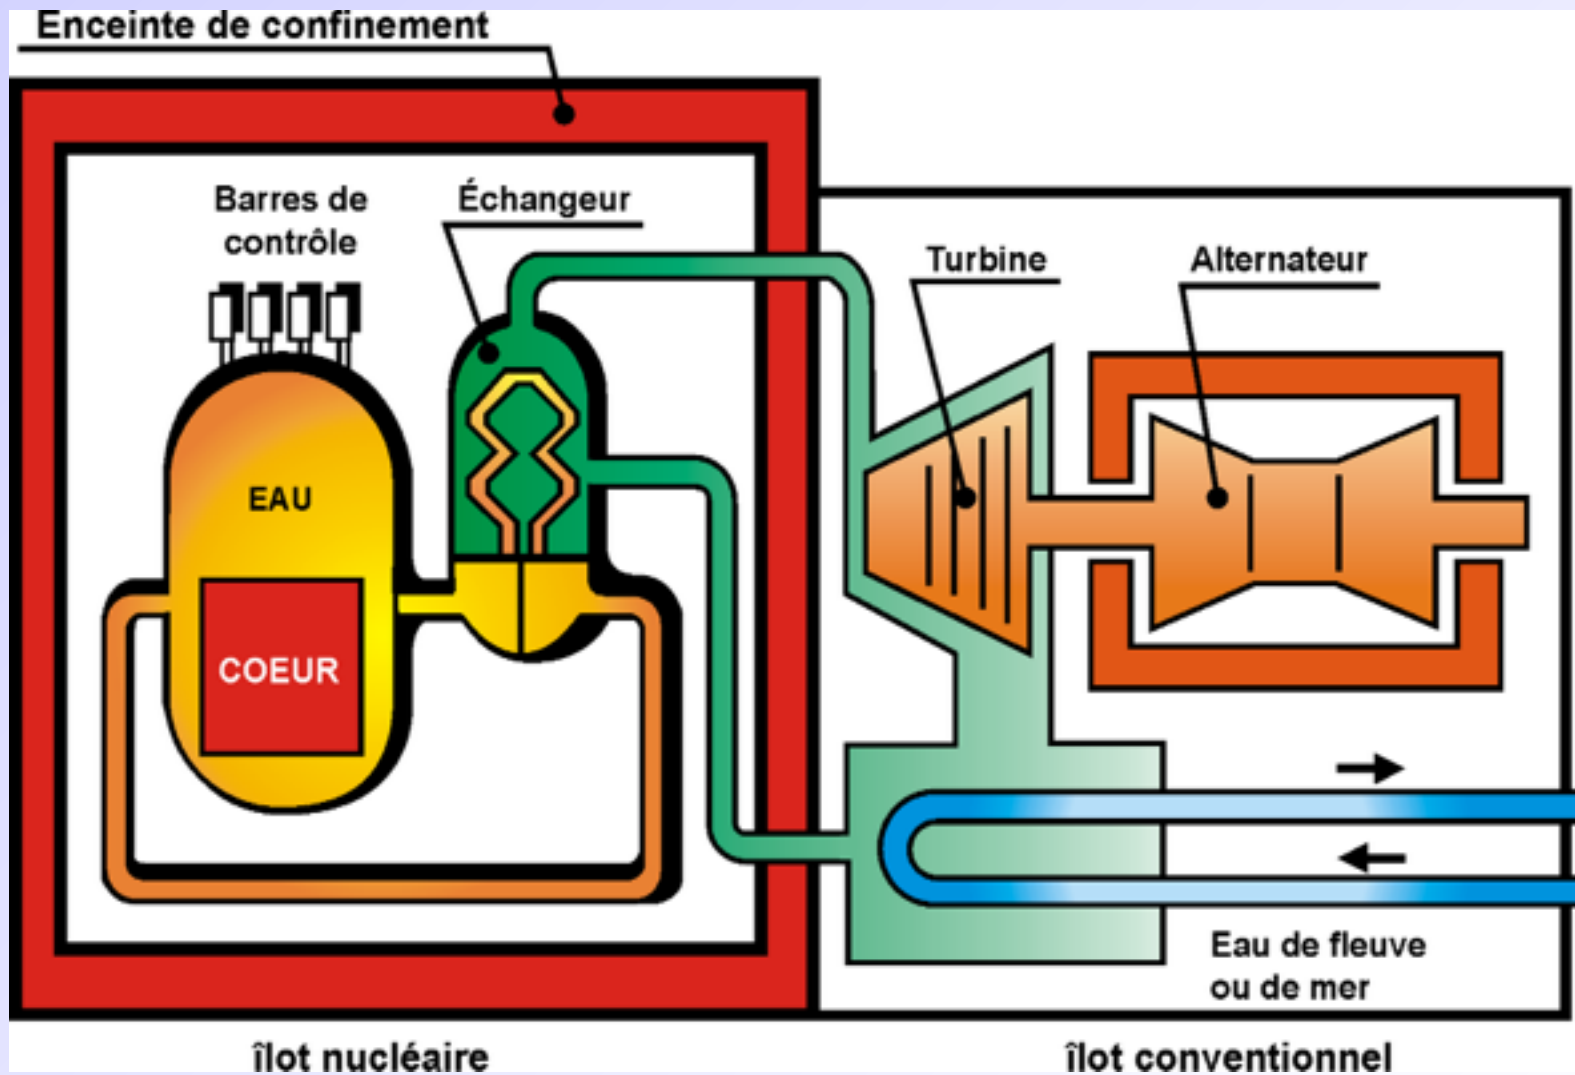 Enceinte de confinement
Barres de
contrôle
Échangeur
Turbine
Alternateur
EAU
COEUR
Eau de fleuve
ou de mer
îlot nucléaire
îlot conventionnel